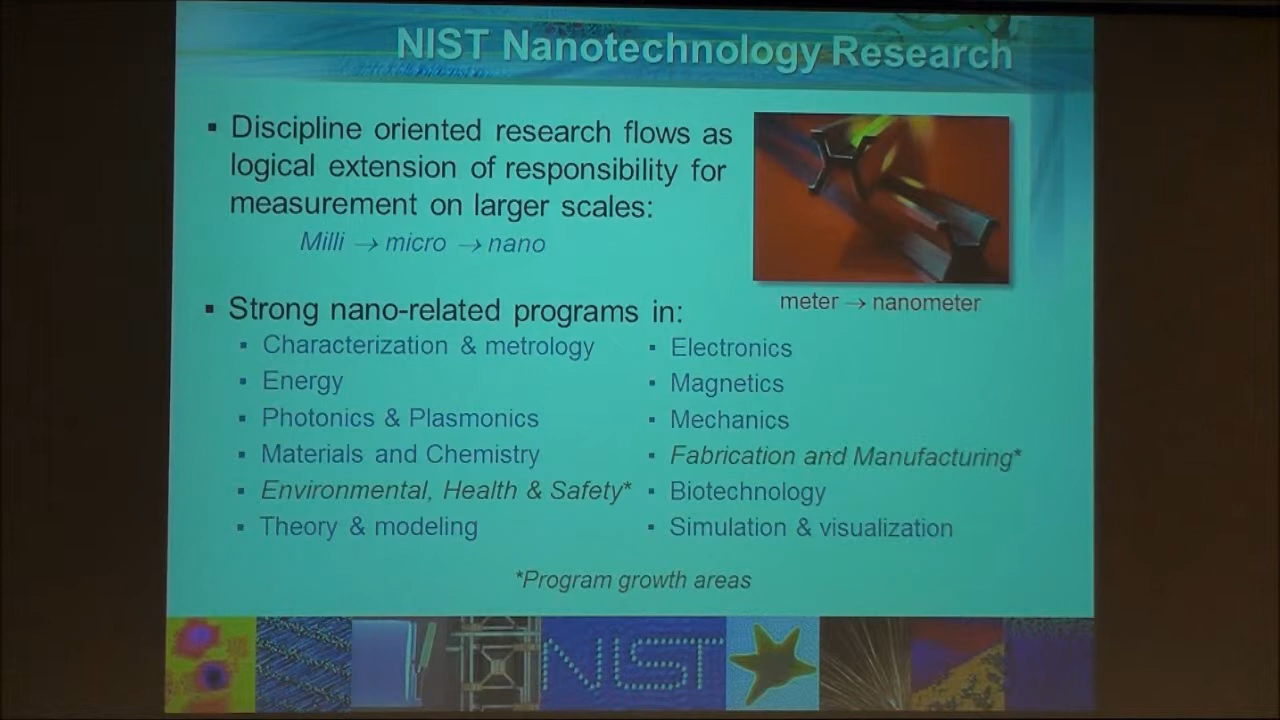 NIST Nanotechnology Research
▪ Discipline oriented research flows as
logical extension of responsibility for
measurement on larger scales:
Milli → micro → nano
meter → nanometer
▪ Strong nano-related programs in:
▪ Characterization & metrology
▪ Energy
▪ Photonics & Plasmonics
▪ Materials and Chemistry
▪ Environmental, Health & Safety*
▪ Theory & modeling
▪ Electronics
▪ Magnetics
▪ Mechanics
▪ Fabrication and Manufacturing*
▪ Biotechnology
▪ Simulation & visualization
*Program growth areas
NIST